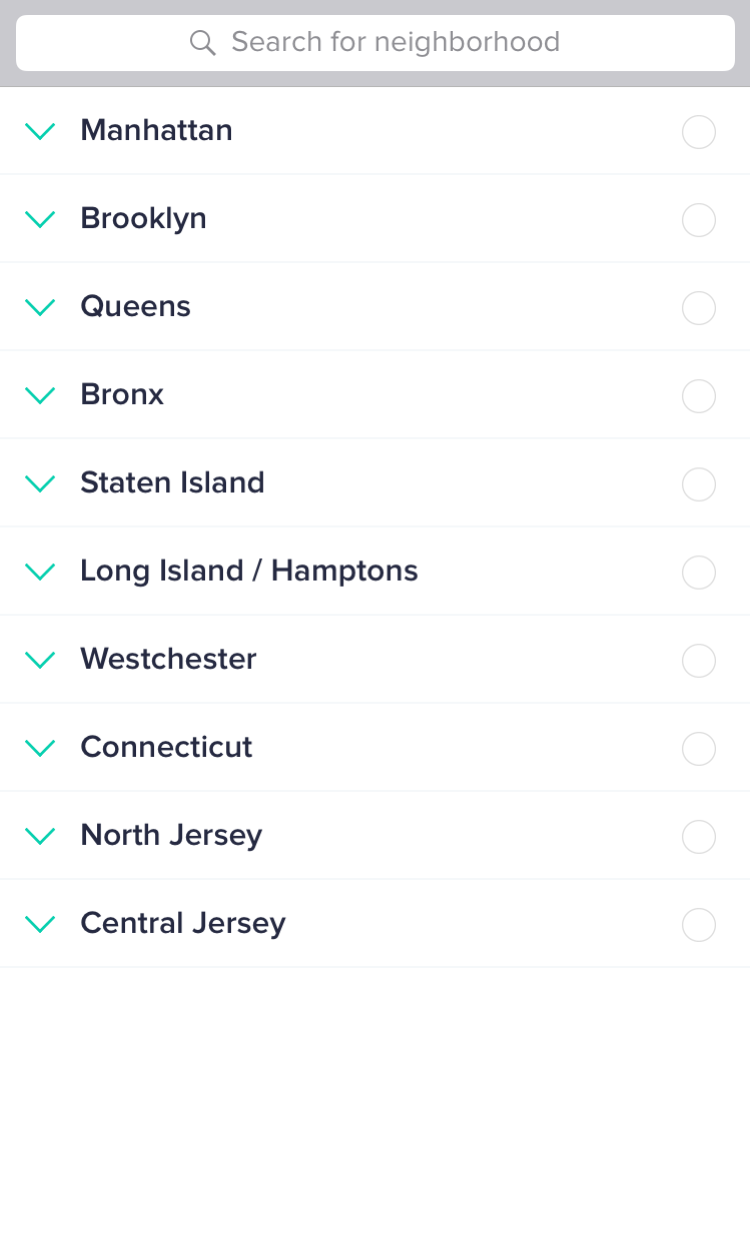 Search for neighborhood
Manhattan
Brooklyn
Queens
Bronx
Staten Island
Long Island / Hamptons
Westchester
Connecticut
North Jersey
Central Jersey